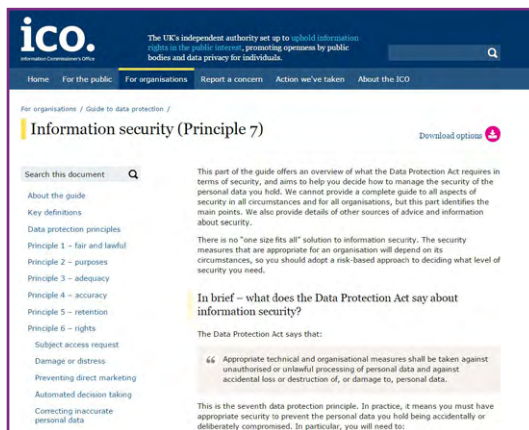 ico.
Information Commissioner's Office
The UK's independent authority set up to uphold information
rights in the public interest, promoting openness by public
bodies and data privacy for individuals.
Home For the public For organisations Report a concern Action we've taken About the ICO
For organisations / Guide to data protection /
Information security (Principle 7)
Download options
Search this document
About the guide
Key definitions
Data protection principles
Principle 1 – fair and lawful
Principle 2 – purposes
Principle 3 – adequacy
Principle 4 – accuracy
Principle 5 – retention
Principle 6 – rights
Subject access request
Damage or distress
Preventing direct marketing
Automated decision taking
Correcting inaccurate
personal data
This part of the guide offers an overview of what the Data Protection Act requires in
terms of security, and aims to help you decide how to manage the security of the
personal data you hold. We cannot provide a complete guide to all aspects of
security in all circumstances and for all organisations, but this part identifies the
main points. We also provide details of other sources of advice and information
about security.
There is no "one size fits all" solution to information security. The security
measures that are appropriate for an organisation will depend on its
circumstances, so you should adopt a risk-based approach to deciding what level of
security you need.
In brief – what does the Data Protection Act say about
information security?
The Data Protection Act says that:
“ Appropriate technical and organisational measures shall be taken against
unauthorised or unlawful processing of personal data and against
accidental loss or destruction of, or damage to, personal data.
This is the seventh data protection principle. In practice, it means you must have
appropriate security to prevent the personal data you hold being accidentally or
deliberately compromised. In particular, you will need to: